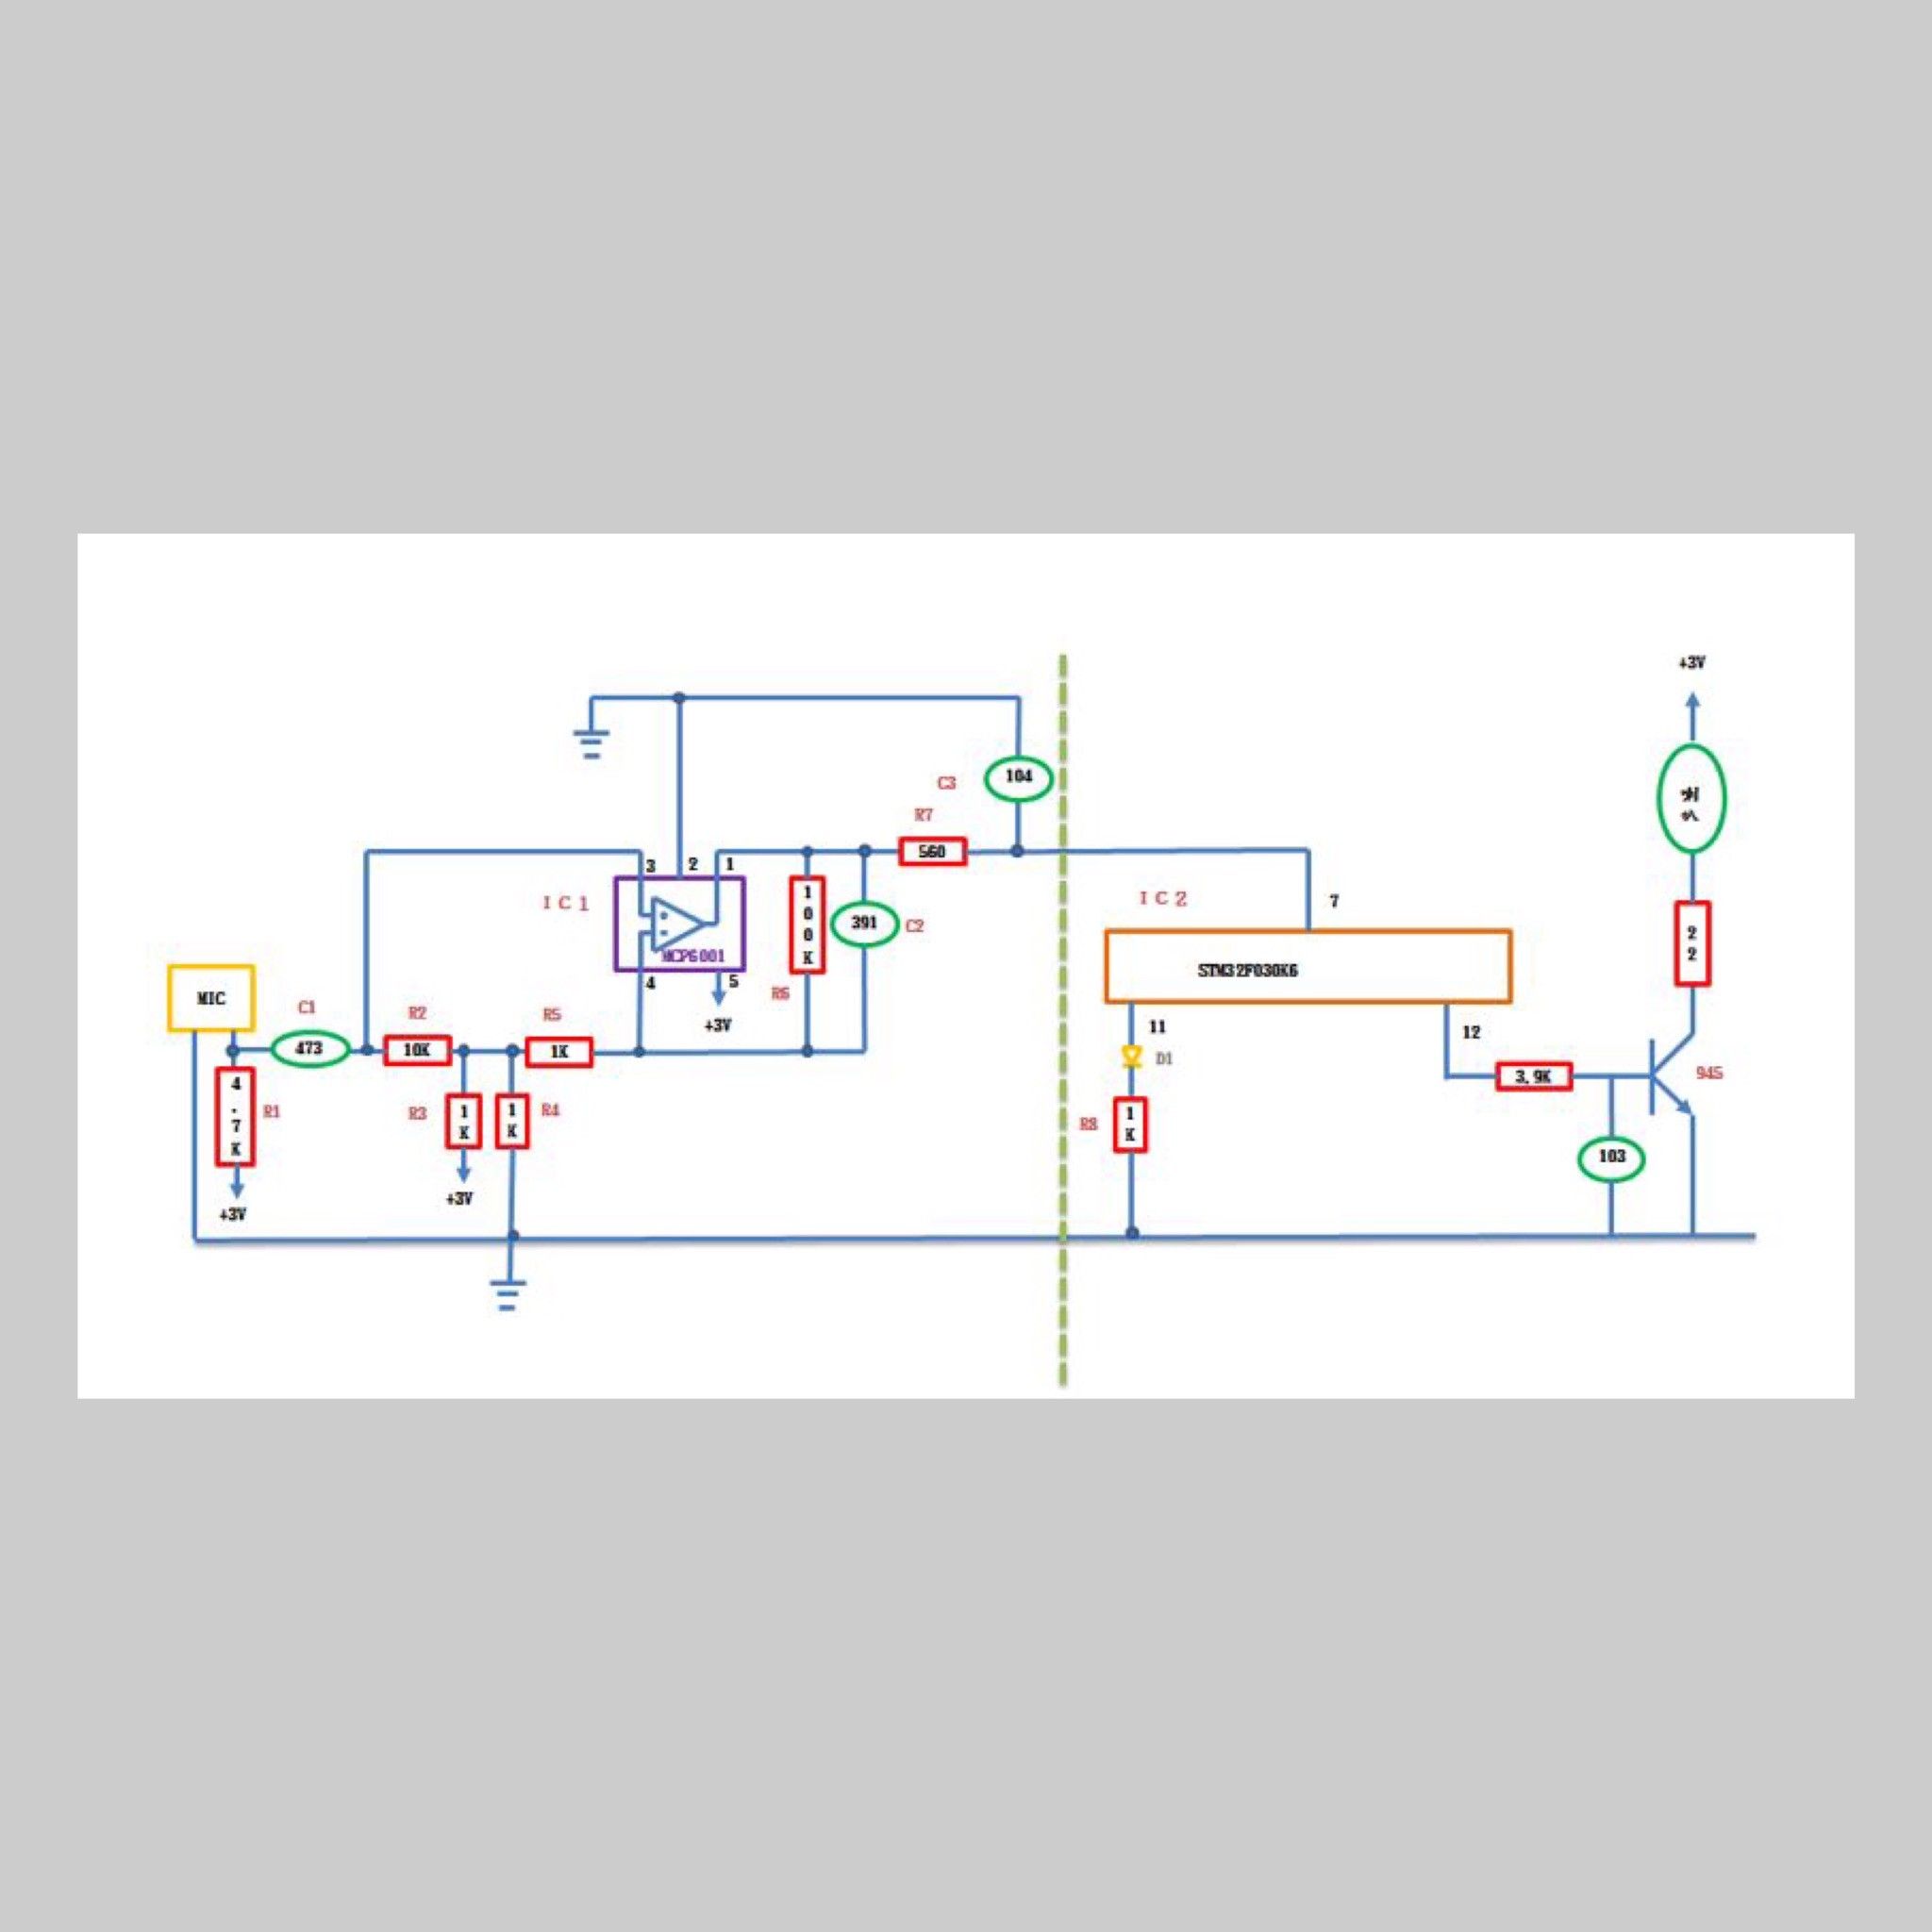 +3V
喇
叭
104
C3
R7
560
3
2
1
IC1
MCP6001
4
5
+3V
100K
R6
391
C2
IC2
7
STM32F030K6
22
MIC
C1
473
R2
10K
R5
1K
4.7K
R1
+3V
R3
1K
+3V
1K
R4
11
D1
R8
1K
12
3.9K
945
103